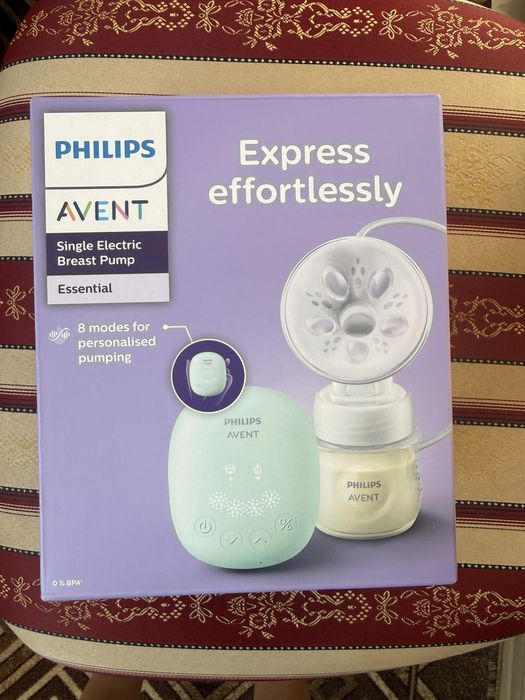 PHILIPS
AVENT
Single Electric
Breast Pump
Essential
Express
effortlessly
8 modes for
personalised
pumping
PHILIPS
AVENT
PHILIPS
AVENT
0 % BPA¹